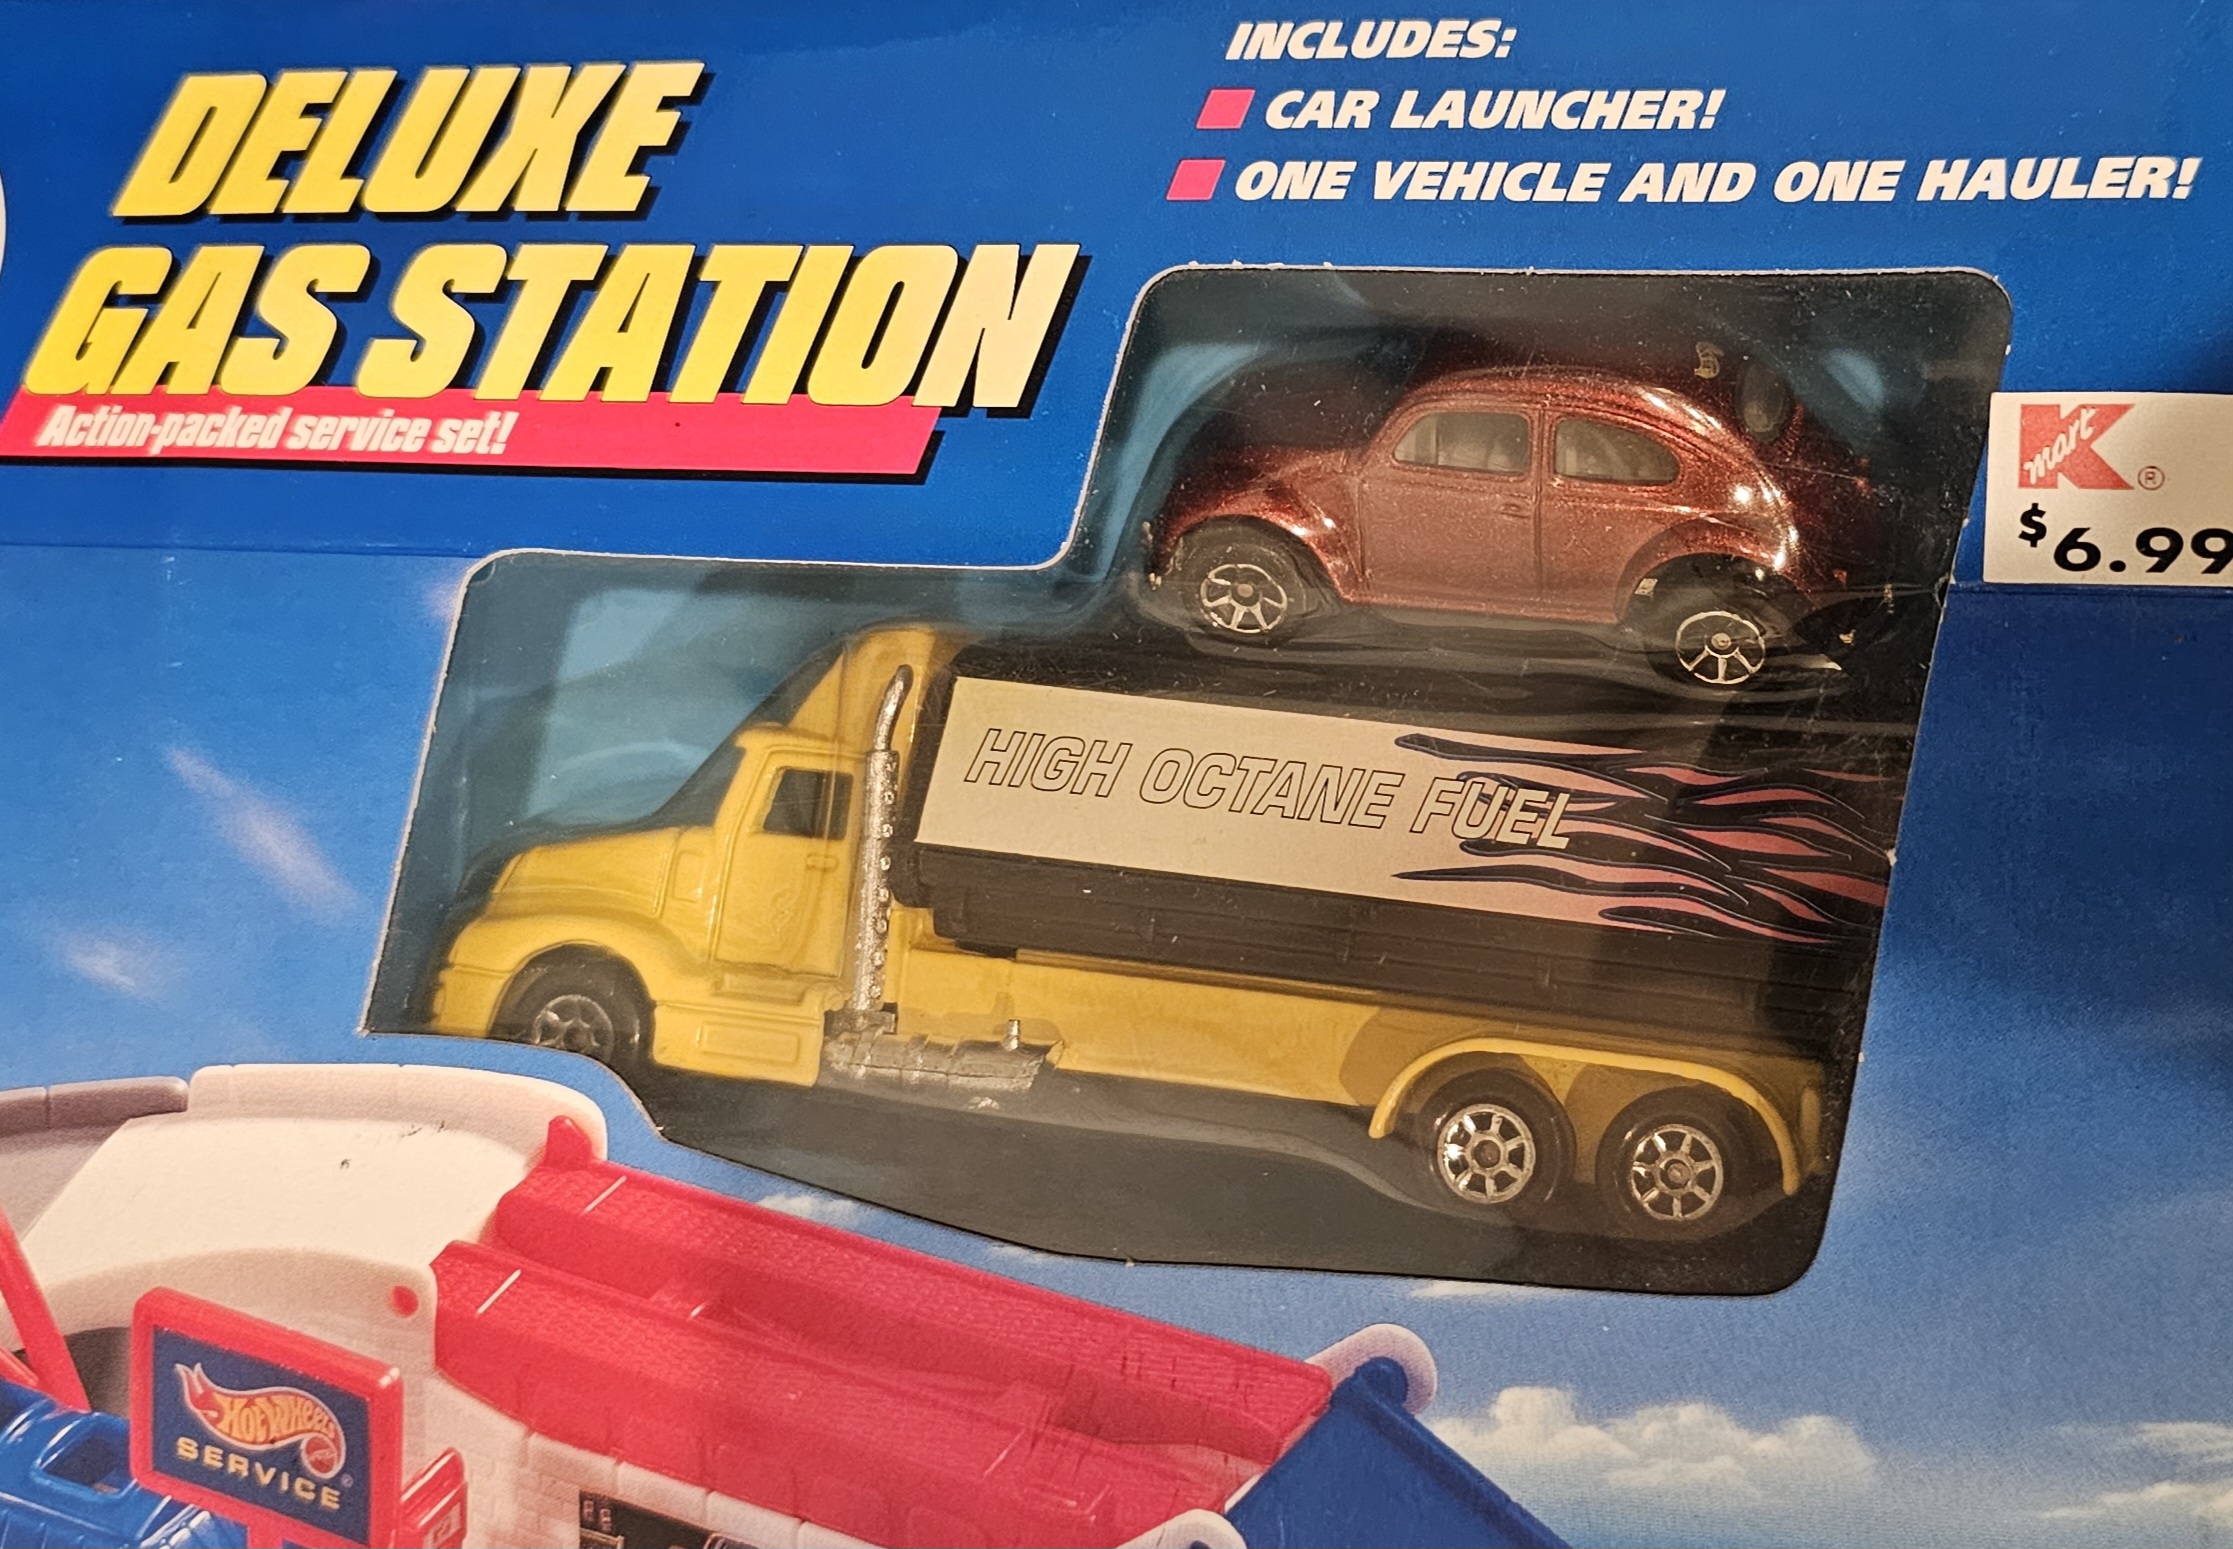 DELUXE
GAS STATION
Action-packed service set!
INCLUDES:
CAR LAUNCHER!
ONE VEHICLE AND ONE HAULER!
Kmart®
$6.99
HIGH OCTANE FUEL
HOT WHEELS
SERVICE